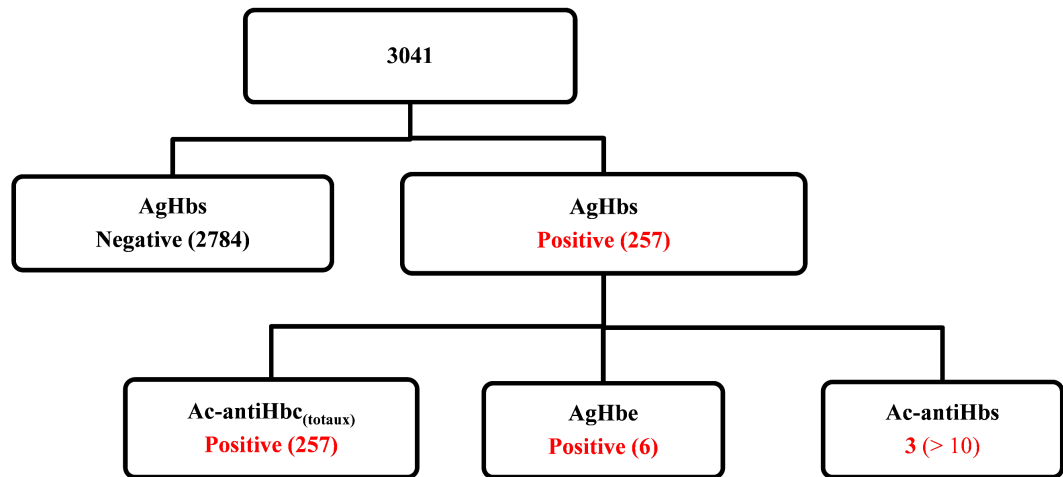 3041
AgHbs
Negative (2784)
AgHbs
Positive (257)
Ac-antiHbc(totaux)
Positive (257)
AgHbe
Positive (6)
Ac-antiHbs
3 (> 10)